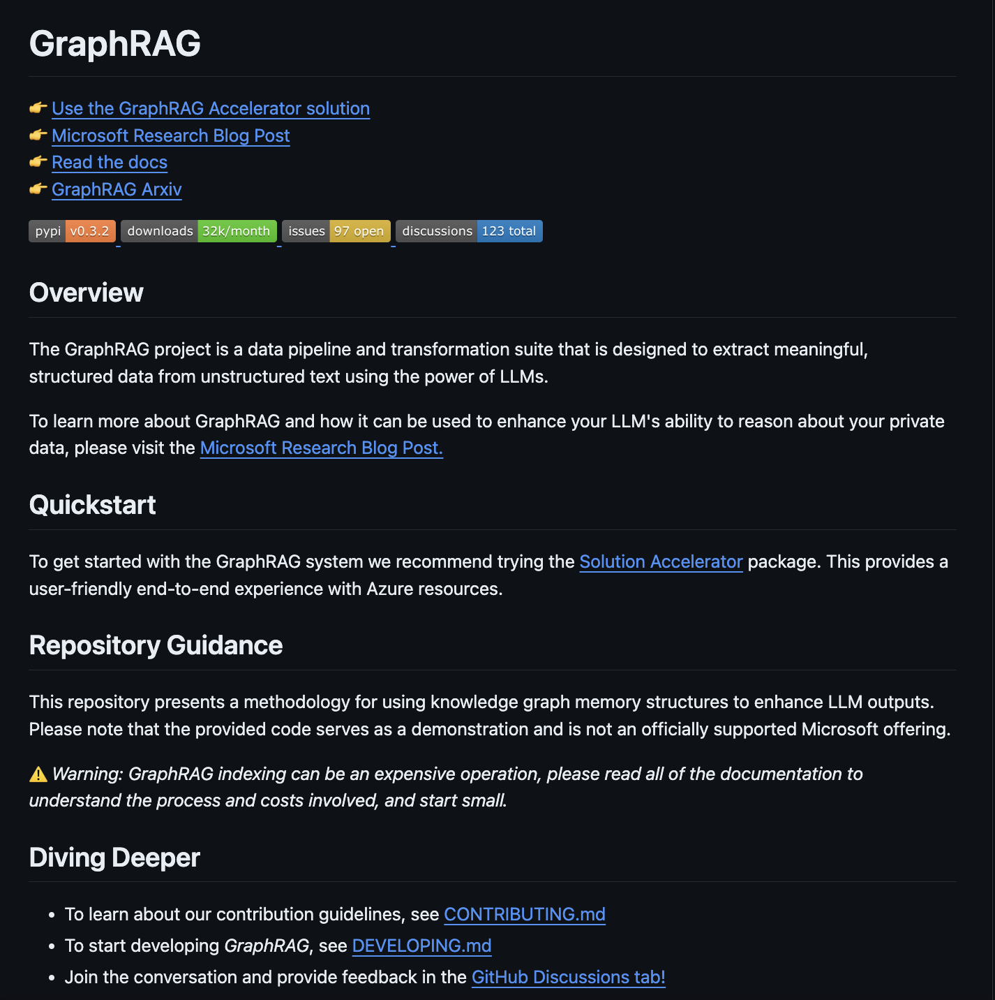 GraphRAG
👉 Use the GraphRAG Accelerator solution
👉 Microsoft Research Blog Post
👉 Read the docs
👉 GraphRAG Arxiv
pypi v0.3.2 downloads 32k/month issues 97 open discussions 123 total
Overview
The GraphRAG project is a data pipeline and transformation suite that is designed to extract meaningful,
structured data from unstructured text using the power of LLMs.
To learn more about GraphRAG and how it can be used to enhance your LLM's ability to reason about your private
data, please visit the Microsoft Research Blog Post.
Quickstart
To get started with the GraphRAG system we recommend trying the Solution Accelerator package. This provides a
user-friendly end-to-end experience with Azure resources.
Repository Guidance
This repository presents a methodology for using knowledge graph memory structures to enhance LLM outputs.
Please note that the provided code serves as a demonstration and is not an officially supported Microsoft offering.
⚠️ Warning: GraphRAG indexing can be an expensive operation, please read all of the documentation to
understand the process and costs involved, and start small.
Diving Deeper
• To learn about our contribution guidelines, see CONTRIBUTING.md
• To start developing GraphRAG, see DEVELOPING.md
• Join the conversation and provide feedback in the GitHub Discussions tab!